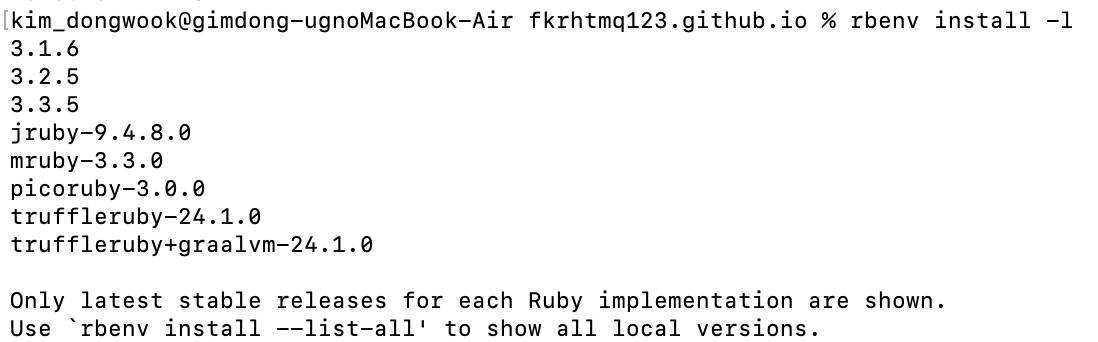 [kim_dongwook@gimdong-ugnoMacBook-Air fkrhtmq123.github.io % rbenv install -l
3.1.6
3.2.5
3.3.5
jruby-9.4.8.0
mruby-3.3.0
picoruby-3.0.0
truffleruby-24.1.0
truffleruby+graalvm-24.1.0

Only latest stable releases for each Ruby implementation are shown.
Use `rbenv install --list-all' to show all local versions.